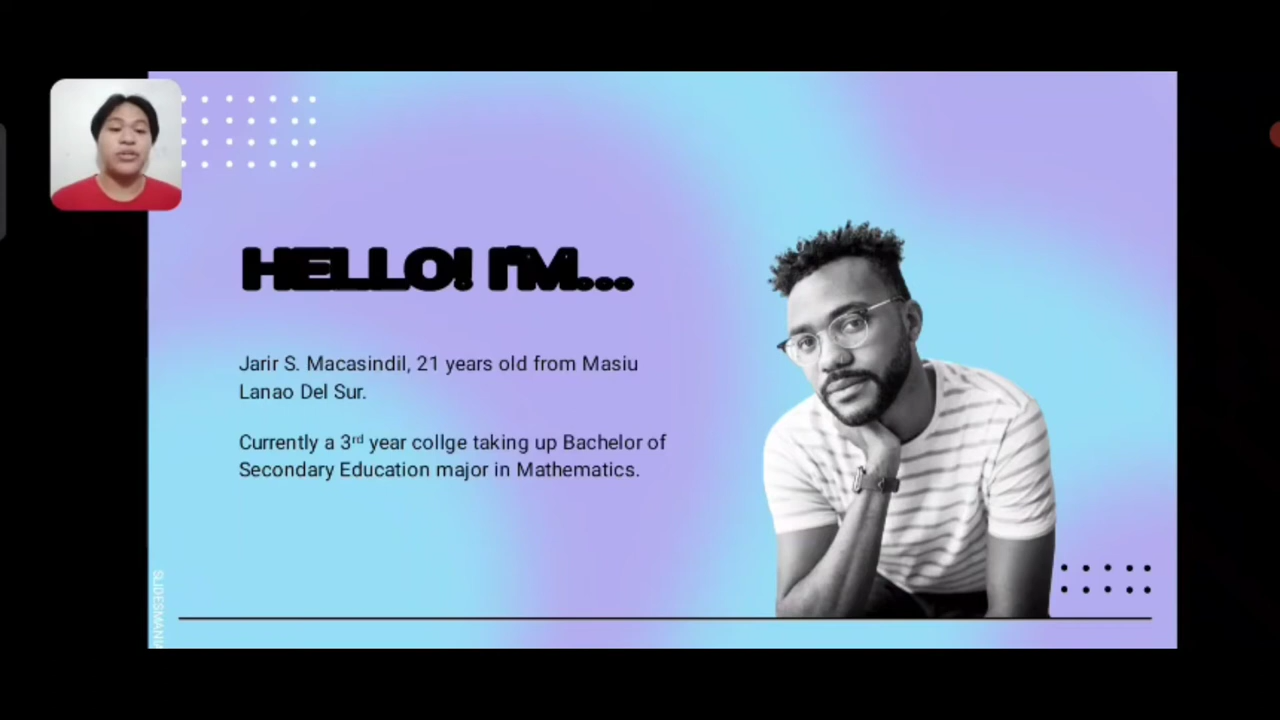 HELLO! I'M...
Jarir S. Macasindil, 21 years old from Masiu
Lanao Del Sur.
Currently a 3rd year collge taking up Bachelor of
Secondary Education major in Mathematics.
SLIDESMANIA